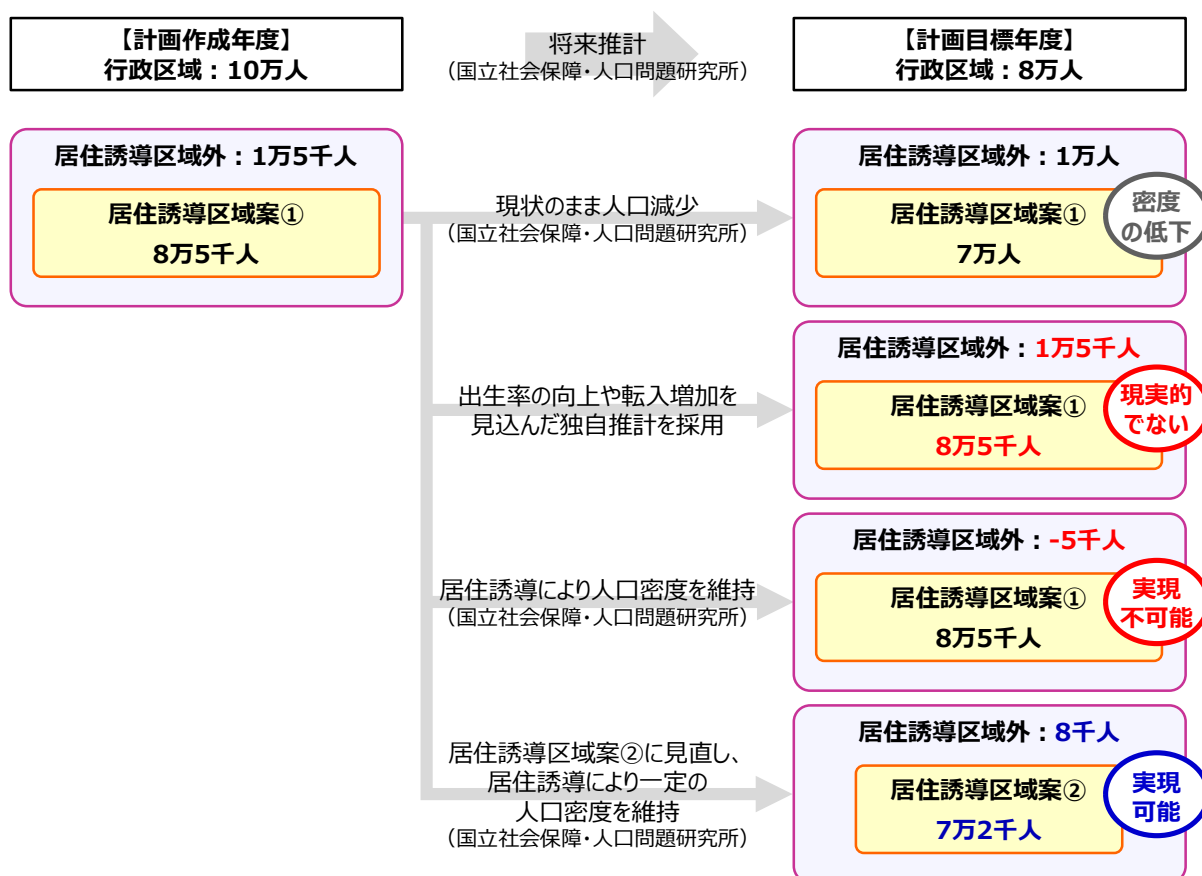 【計画作成年度】
行政区域：10万人
将来推計
（国立社会保障・人口問題研究所）
【計画目標年度】
行政区域：8万人
居住誘導区域外：1万5千人
居住誘導区域案①
8万5千人
現状のまま人口減少
（国立社会保障・人口問題研究所）
居住誘導区域外：1万人
居住誘導区域案①
7万人
密度
の低下
出生率の向上や転入増加を
見込んだ独自推計を採用
居住誘導区域外：1万5千人
居住誘導区域案①
8万5千人
現実的
でない
居住誘導により人口密度を維持
（国立社会保障・人口問題研究所）
居住誘導区域外：-5千人
居住誘導区域案①
8万5千人
実現
不可能
居住誘導区域案②に見直し、
居住誘導により一定の
人口密度を維持
（国立社会保障・人口問題研究所）
居住誘導区域外：8千人
居住誘導区域案②
7万2千人
実現
可能